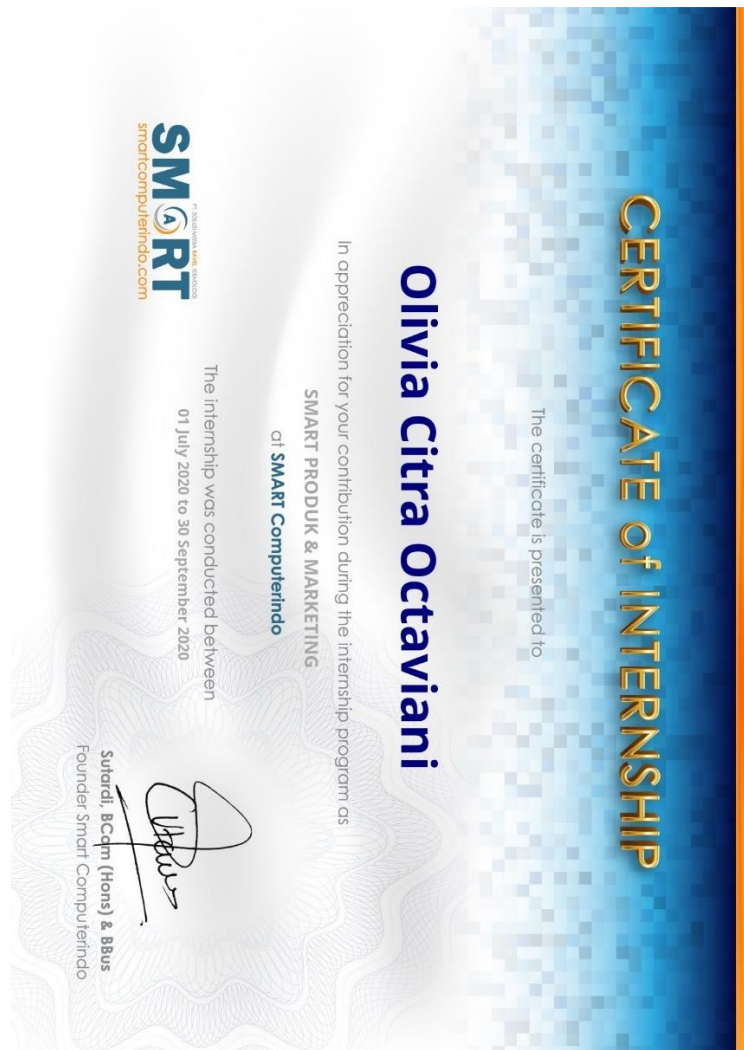 CERTIFICATE of INTERNSHIP
The certificate is presented to
Olivia Citra Octaviani
In appreciation for your contribution during the internship program as
SMART PRODUK & MARKETING
at SMART Computerindo
The internship was conducted between
01 July 2020 to 30 September 2020
SMART
smartcomputerindo.com
Sutardi, BCom (Hons) & BBus
Founder Smart Computerindo